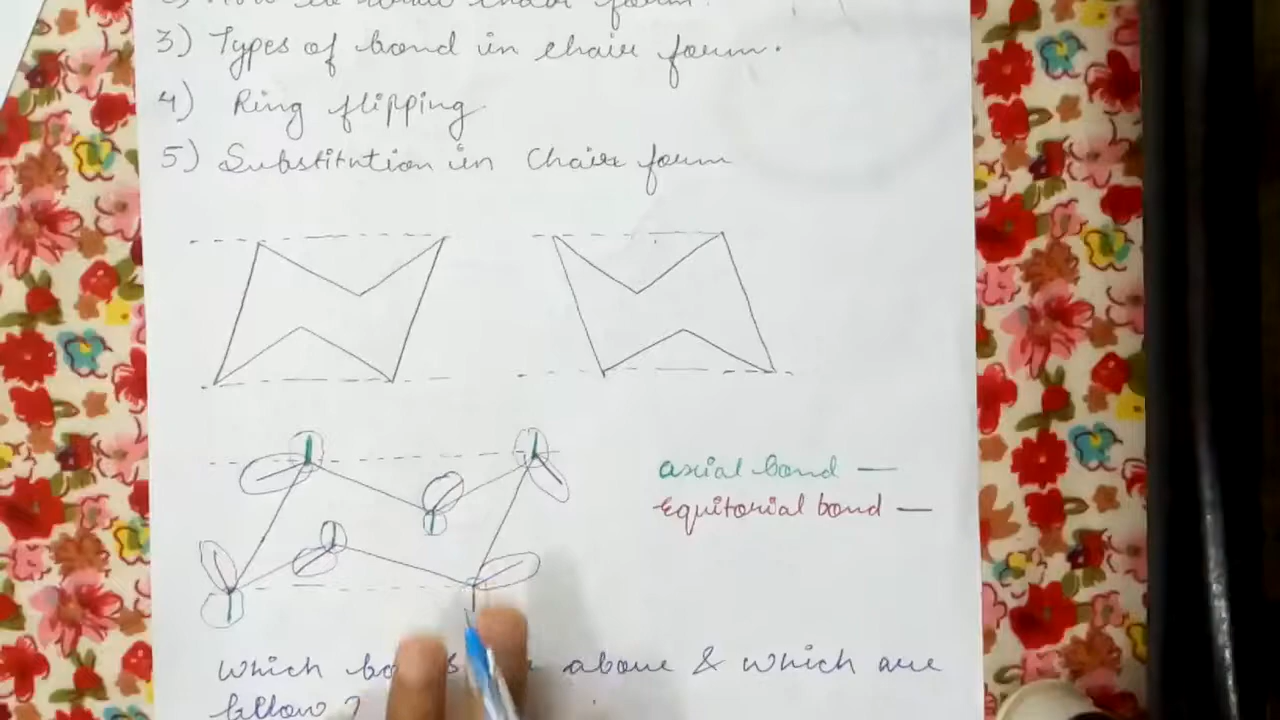 3) Types of bond in chair form.
4) Ring flipping
5) Substitution in Chair form
axial bond —
equitorial bond —
Which above & which are
bellow ?